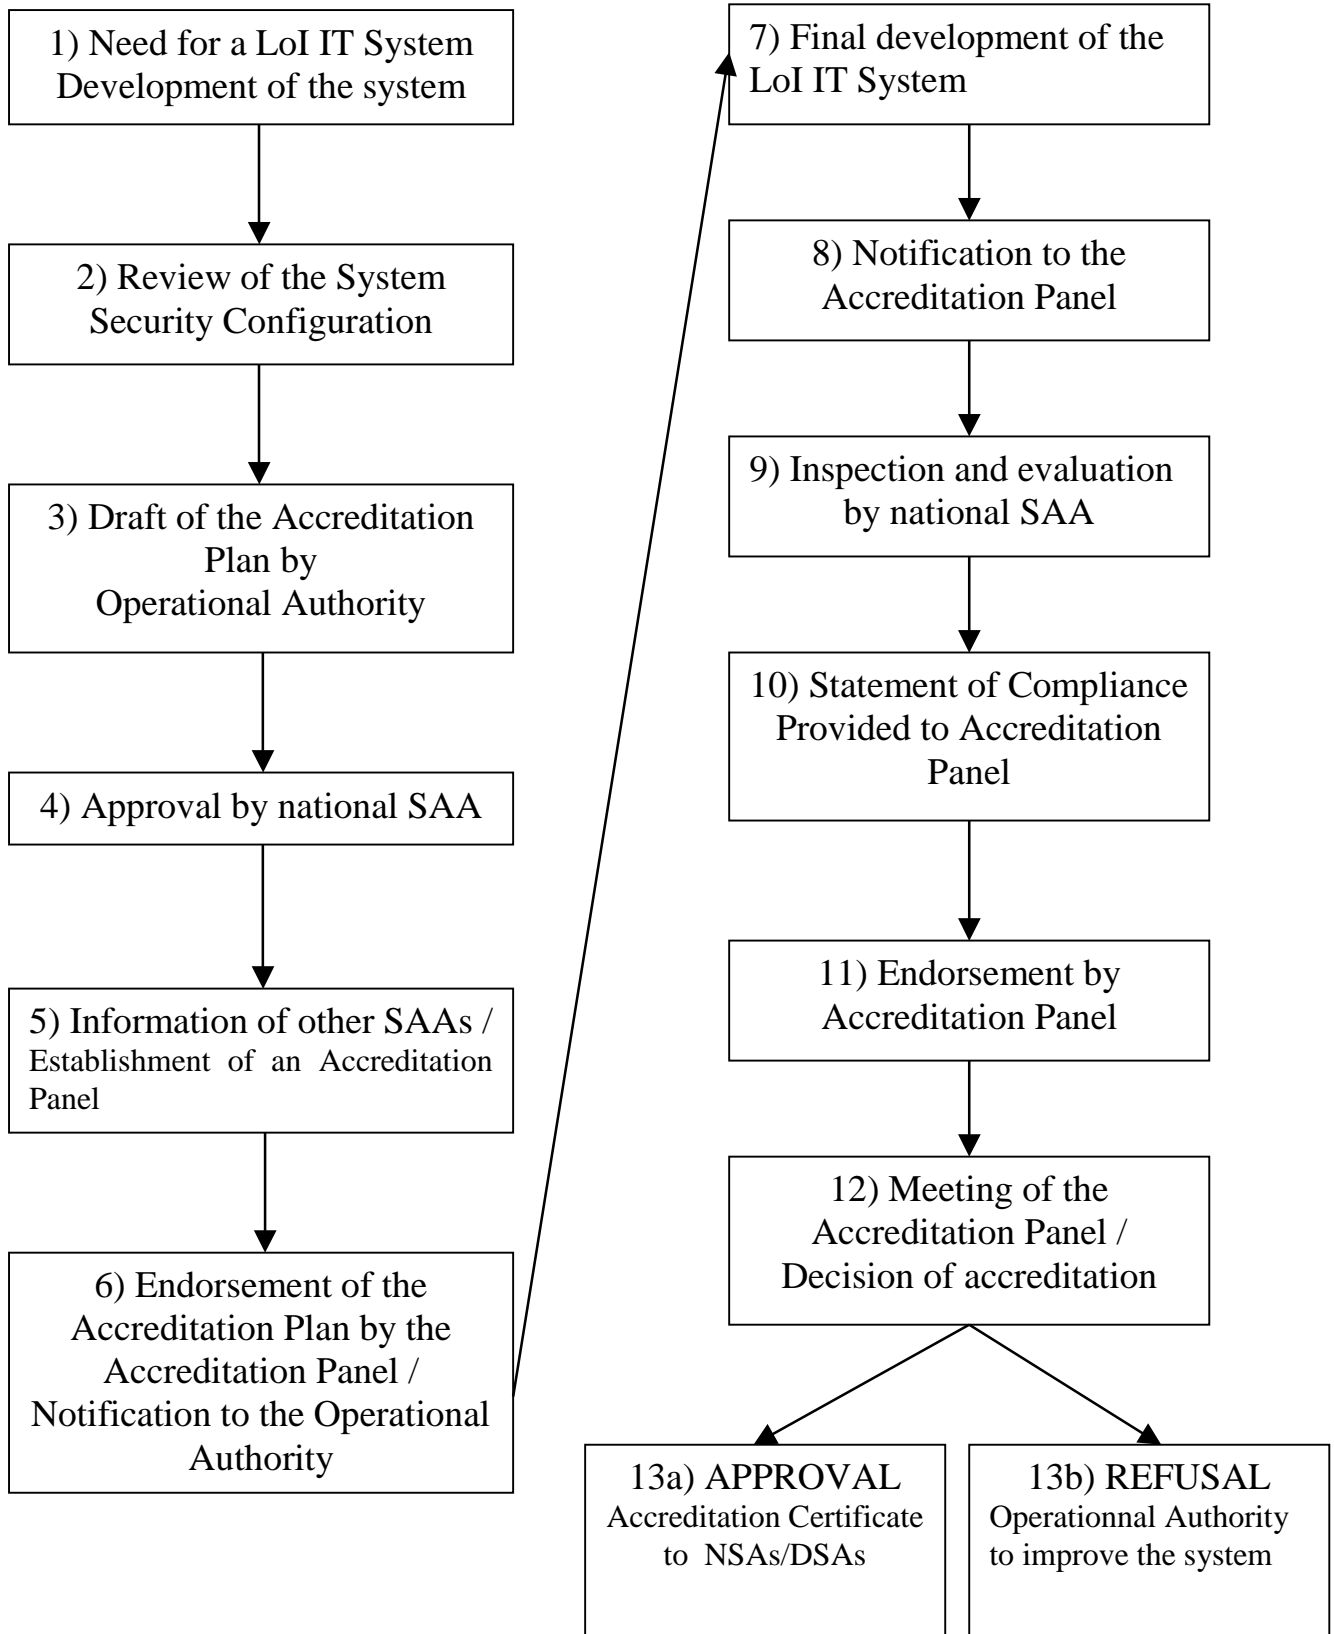 1) Need for a LoI IT System
Development of the system
2) Review of the System
Security Configuration
3) Draft of the Accreditation
Plan by
Operational Authority
4) Approval by national SAA
5) Information of other SAAs /
Establishment of an Accreditation
Panel
6) Endorsement of the
Accreditation Plan by the
Accreditation Panel /
Notification to the Operational
Authority
7) Final development of the
LoI IT System
8) Notification to the
Accreditation Panel
9) Inspection and evaluation
by national SAA
10) Statement of Compliance
Provided to Accreditation
Panel
11) Endorsement by
Accreditation Panel
12) Meeting of the
Accreditation Panel /
Decision of accreditation
13a) APPROVAL
Accreditation Certificate
to NSAs/DSAs
13b) REFUSAL
Operationnal Authority
to improve the system